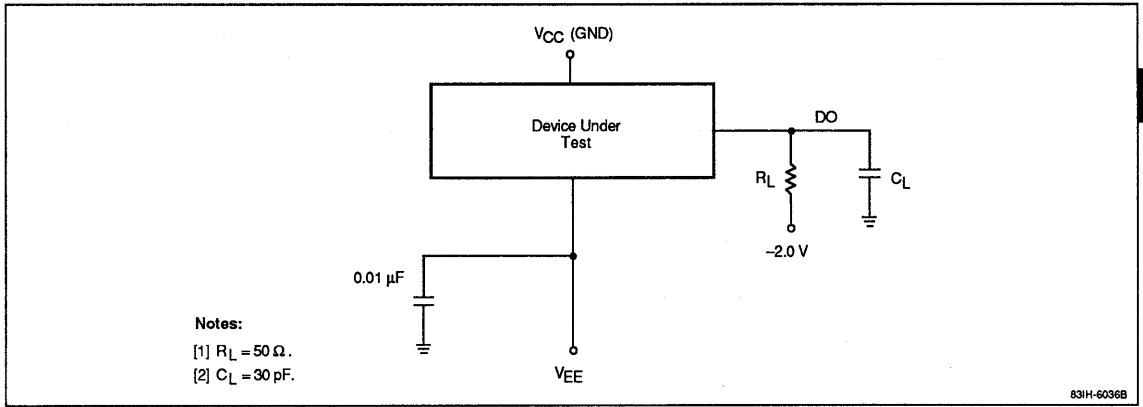 VCC (GND)
Device Under
Test
DO
RL
CL
–2.0 V
0.01 µF
Notes:
[1] RL = 50 Ω.
[2] CL = 30 pF.
VEE
83IH-6036B